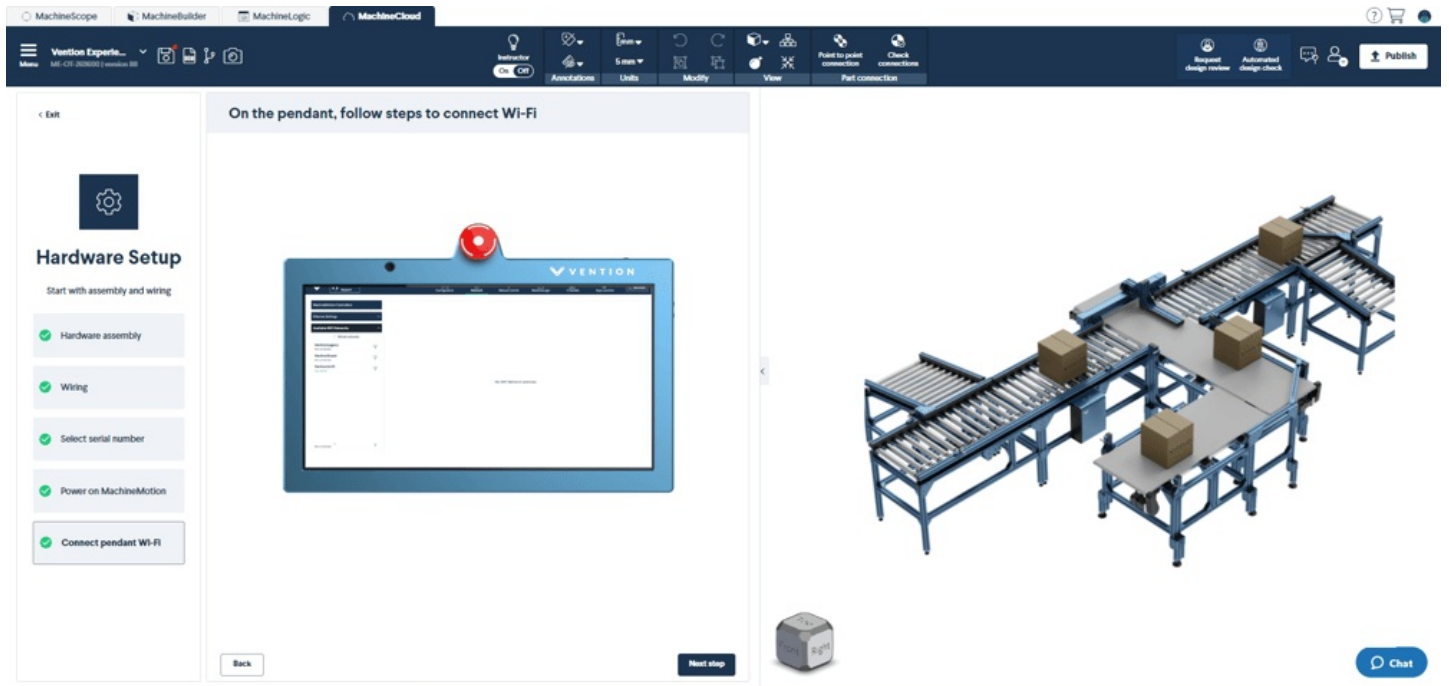 MachineScope
MachineBuilder
MachineLogic
MachineCloud
Menu
Vention Experie...
Instructor
On Off
Annotations
mm
5 mm
Units
Modify
View
Point to point
connection
Check
connections
Part connection
Request
design review
Automated
design check
Publish
< Exit
Hardware Setup
Start with assembly and wiring
Hardware assembly
Wiring
Select serial number
Power on MachineMotion
Connect pendant Wi-Fi
On the pendant, follow steps to connect Wi-Fi
VENTION
Back
Next step
Front
Right
Chat